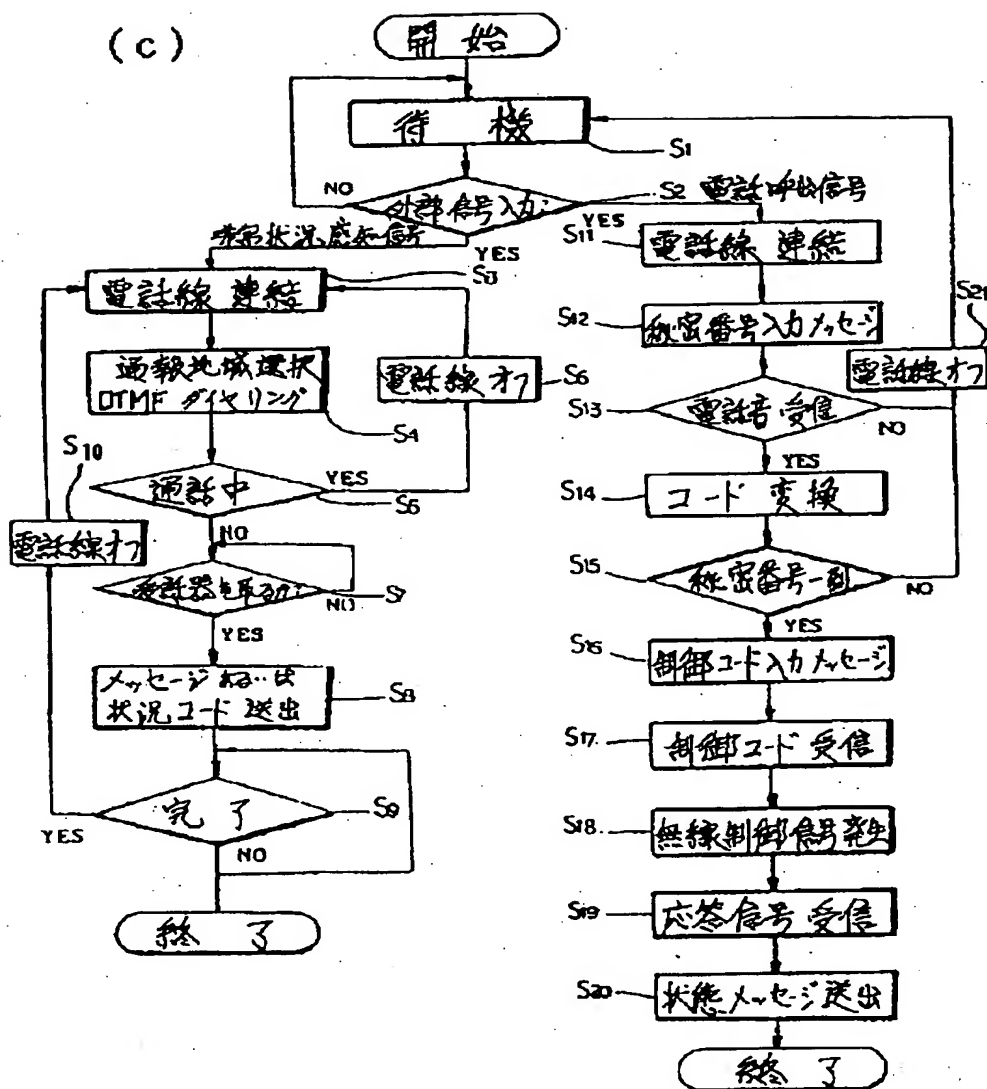 (C)
開始
待機
S1
NO
外部信号入力
S2 電話呼出信号
YES
非常状況感知信号
YES
S11
電話線 連結
S3
電話線 連結
S12
秘密番号入力メッセージ
S21
電話線オフ
通報地域選択
DTMF ダイヤリング
S4
電話線オフ
S6
S13
電話音受信
NO
YES
S10
電話線オフ
通話中
YES
S5
NO
S14
コード 変換
受話器を取るか
S7
NO
YES
S15
秘密番号一致
NO
YES
メッセージあるいは
状況コード 送出
S8
S16
制御コード入力メッセージ
S17
制御コード 受信
完了
S9
YES
NO
S18
無線制御信号発生
終了
S19
応答信号 受信
S20
状態メッセージ送出
終了